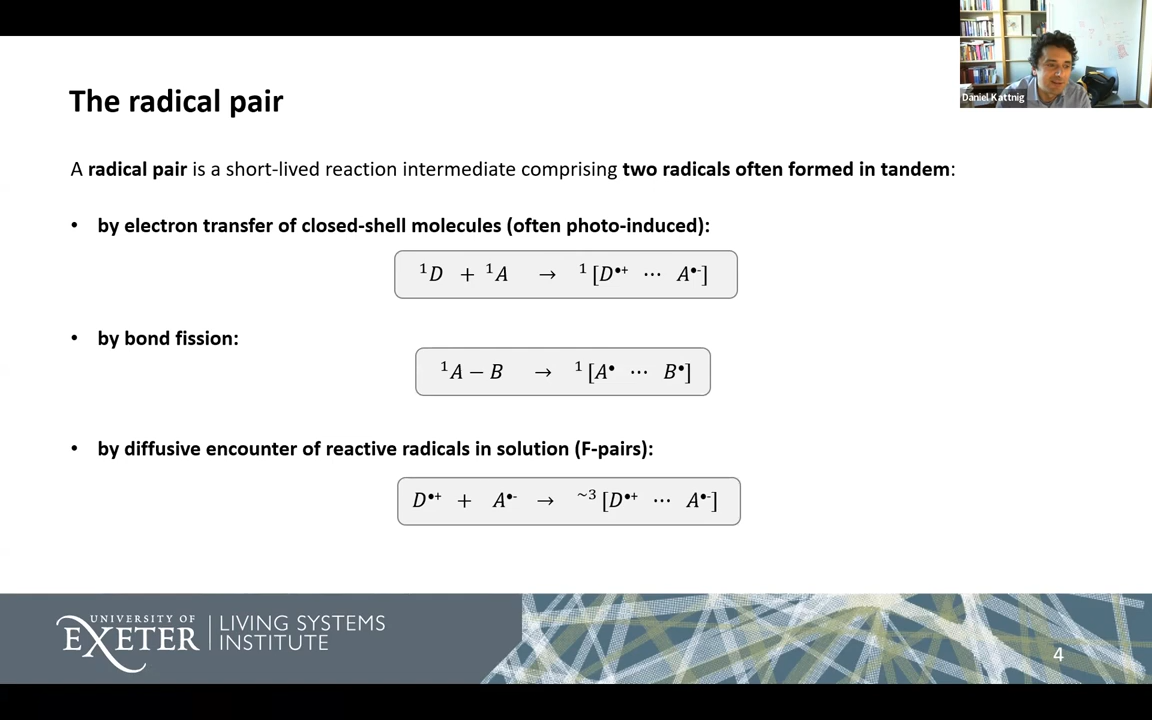 Daniel Kattnig
The radical pair
A radical pair is a short-lived reaction intermediate comprising two radicals often formed in tandem:
• by electron transfer of closed-shell molecules (often photo-induced):
¹D + ¹A → ¹[D•⁺ ⋯ A•⁻]
• by bond fission:
¹A − B → ¹[A• ⋯ B•]
• by diffusive encounter of reactive radicals in solution (F-pairs):
D•⁺ + A•⁻ → ~³[D•⁺ ⋯ A•⁻]
UNIVERSITY OF
EXETER
LIVING SYSTEMS
INSTITUTE
4